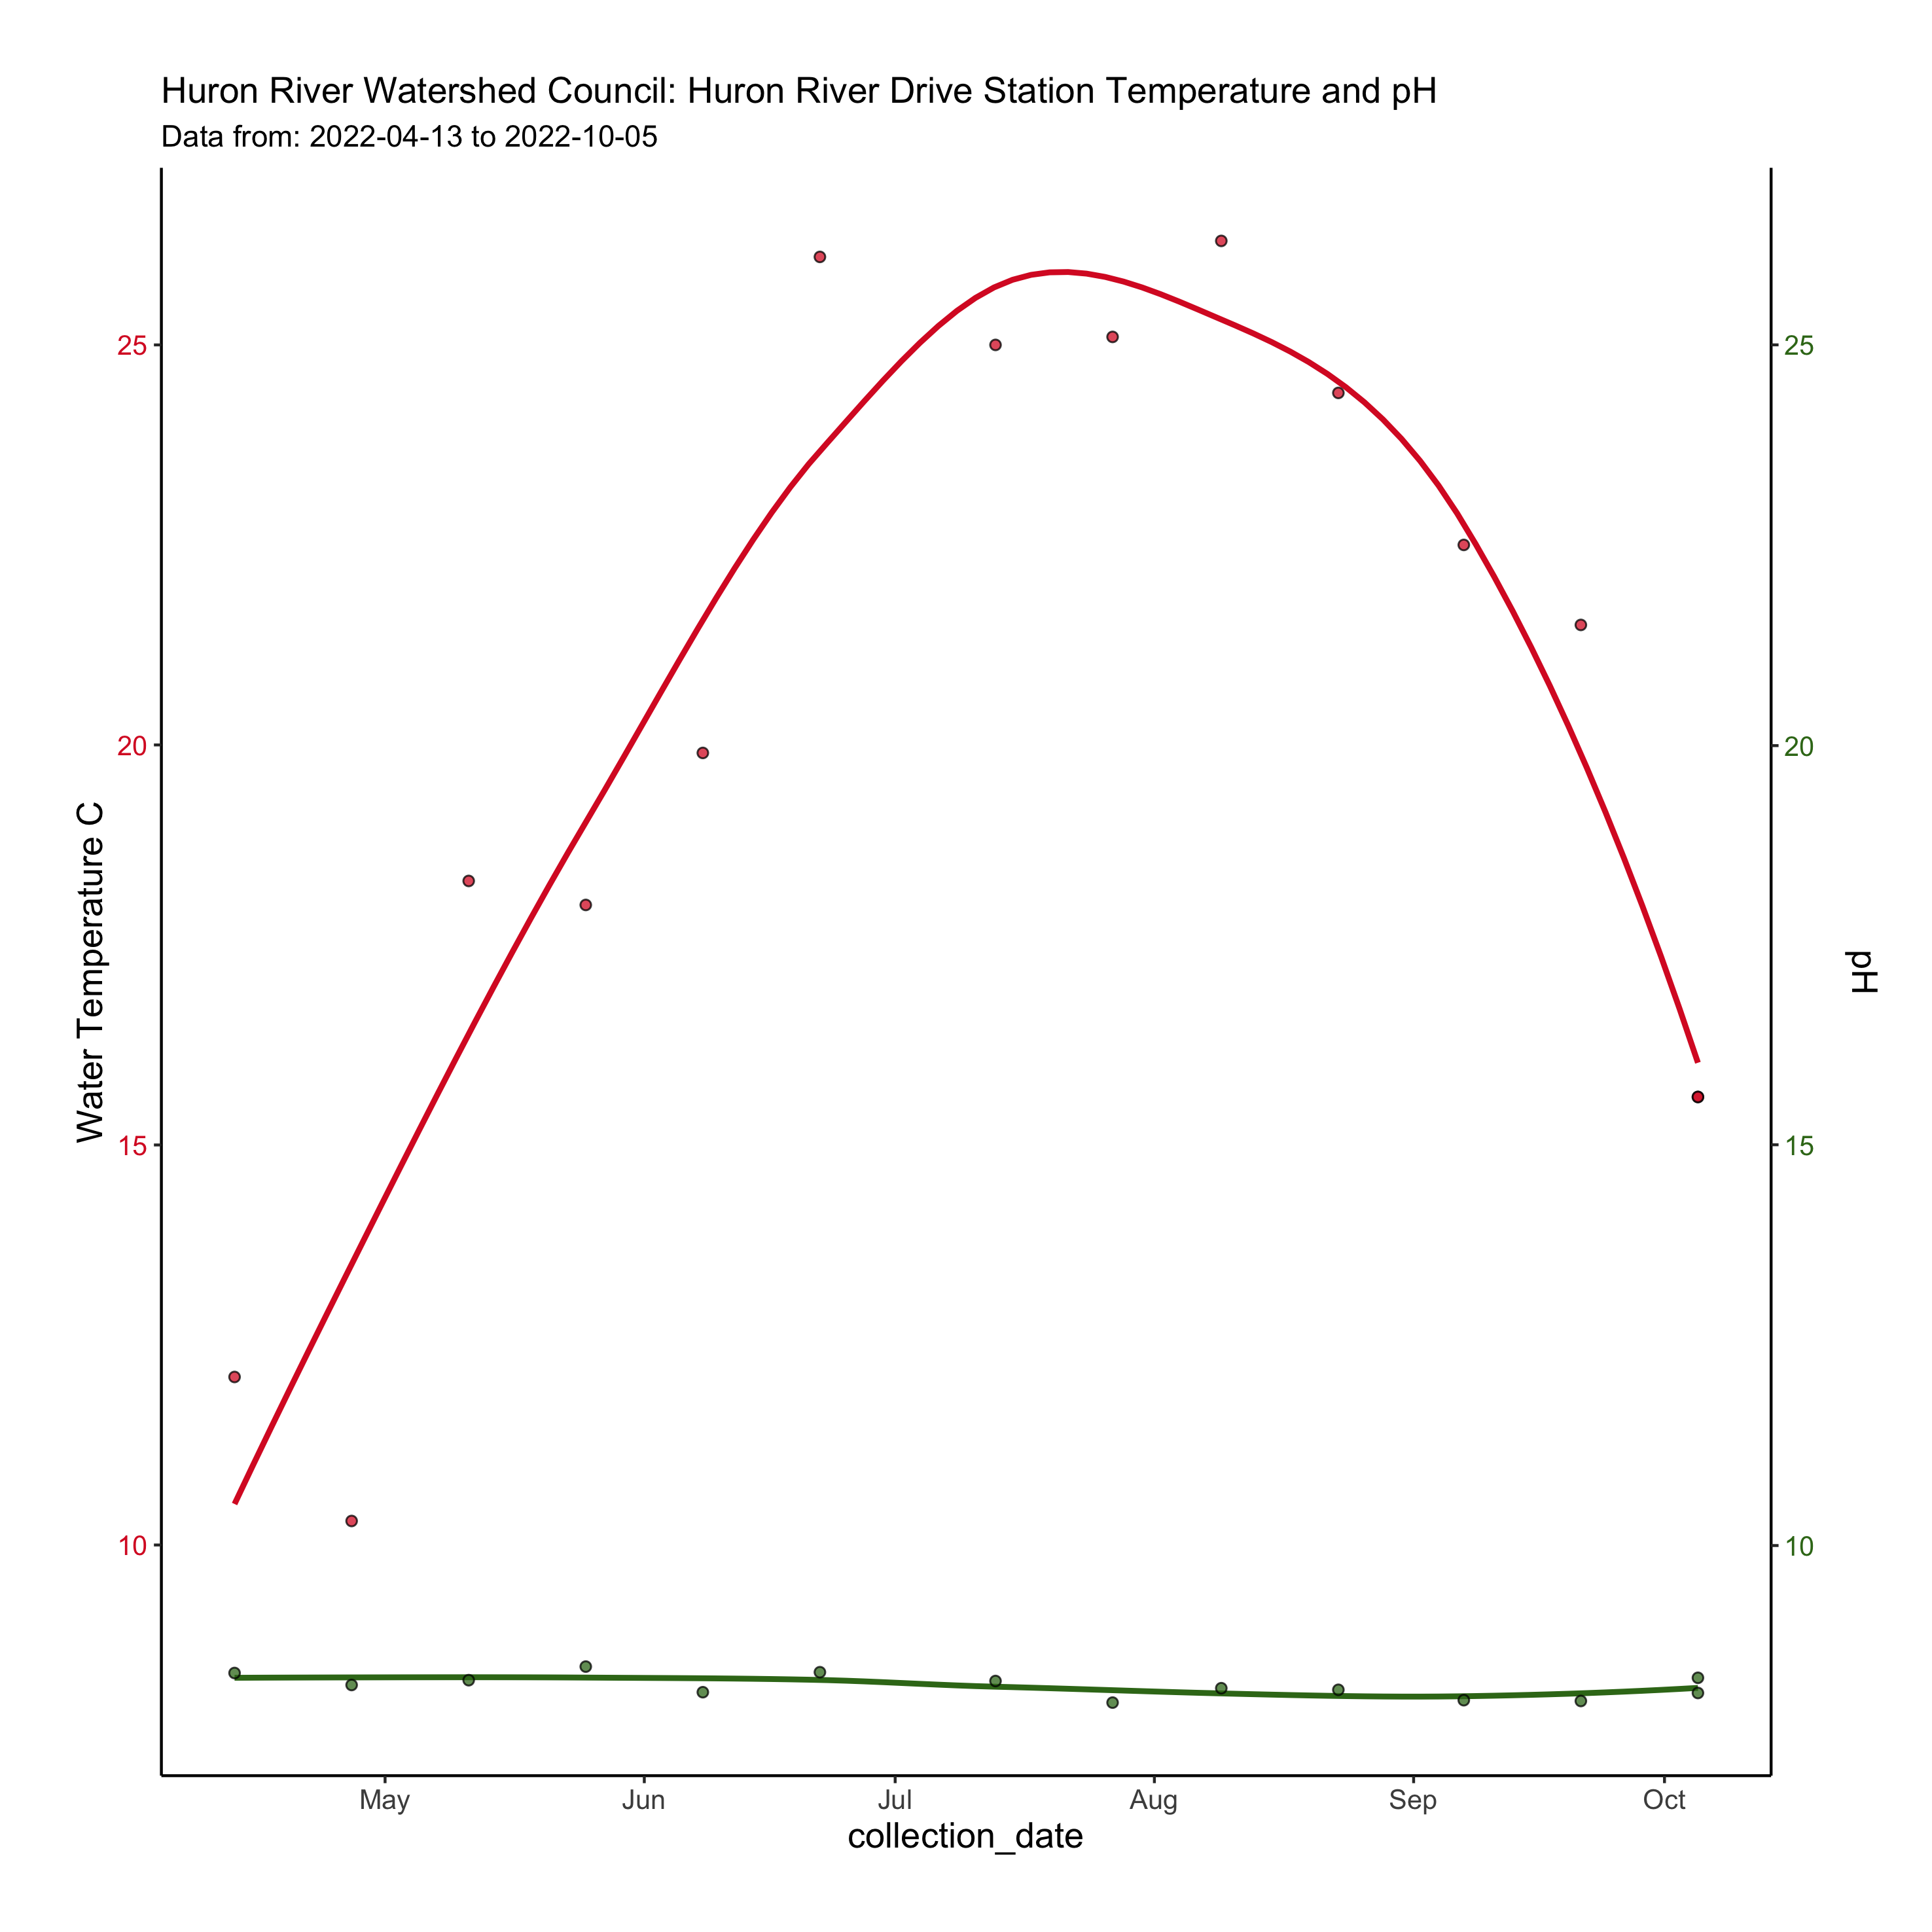 Huron River Watershed Council: Huron River Drive Station Temperature and pH
Data from: 2022-04-13 to 2022-10-05
Water Temperature C
25
20
15
10
25
20
15
10
pH
May Jun Jul Aug Sep Oct
collection_date